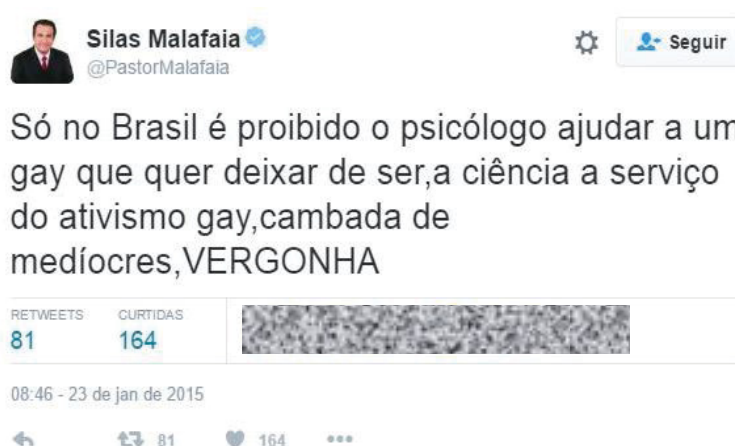 Silas Malafaia
@PastorMalafaia
Seguir
Só no Brasil é proibido o psicólogo ajudar a um
gay que quer deixar de ser,a ciência a serviço
do ativismo gay,cambada de
medíocres,VERGONHA
RETWEETS CURTIDAS
81 164
08:46 - 23 de jan de 2015
81 164